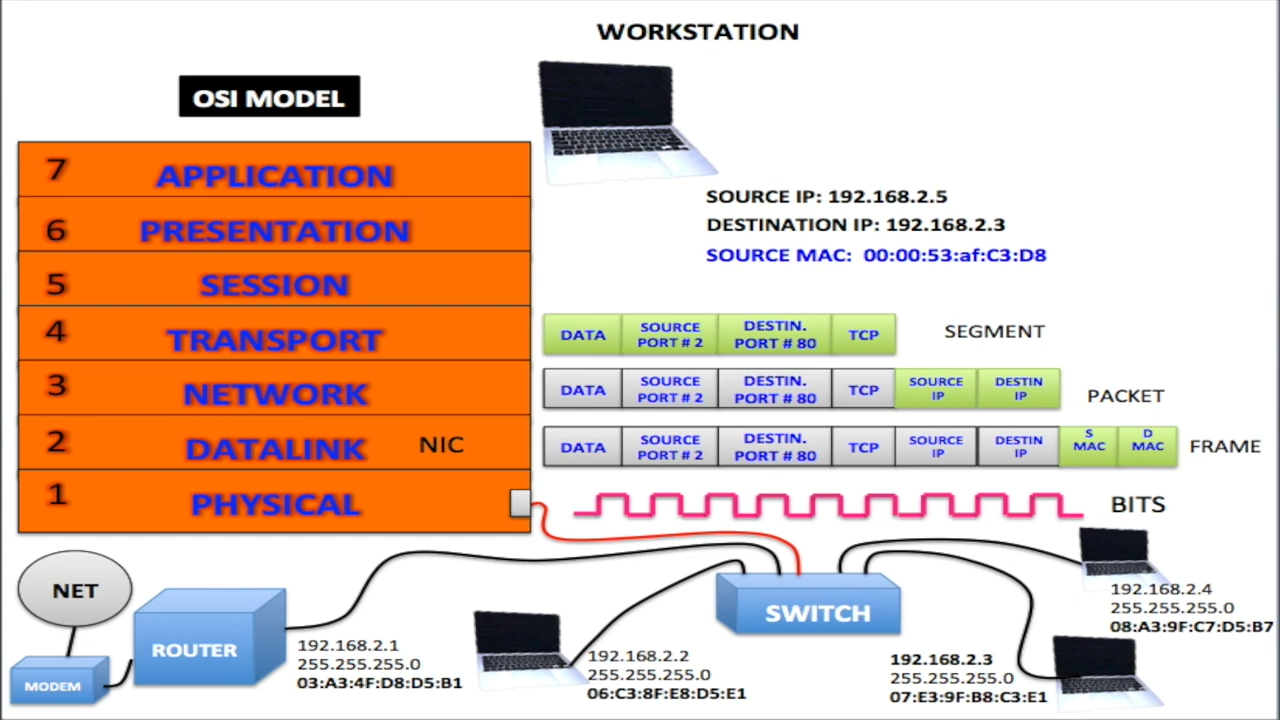 WORKSTATION
OSI MODEL
7 APPLICATION
6 PRESENTATION
5 SESSION
4 TRANSPORT
3 NETWORK
2 DATALINK NIC
1 PHYSICAL
SOURCE IP: 192.168.2.5
DESTINATION IP: 192.168.2.3
SOURCE MAC: 00:00:53:af:C3:D8
DATA
SOURCE
PORT # 2
DESTIN.
PORT # 80
TCP
SEGMENT
DATA
SOURCE
PORT # 2
DESTIN.
PORT # 80
TCP
SOURCE
IP
DESTIN
IP
PACKET
DATA
SOURCE
PORT # 2
DESTIN.
PORT # 80
TCP
SOURCE
IP
DESTIN
IP
S
MAC
D
MAC
FRAME
BITS
NET
MODEM
ROUTER
192.168.2.1
255.255.255.0
03:A3:4F:D8:D5:B1
192.168.2.2
255.255.255.0
06:C3:8F:E8:D5:E1
SWITCH
192.168.2.3
255.255.255.0
07:E3:9F:B8:C3:E1
192.168.2.4
255.255.255.0
08:A3:9F:C7:D5:B7